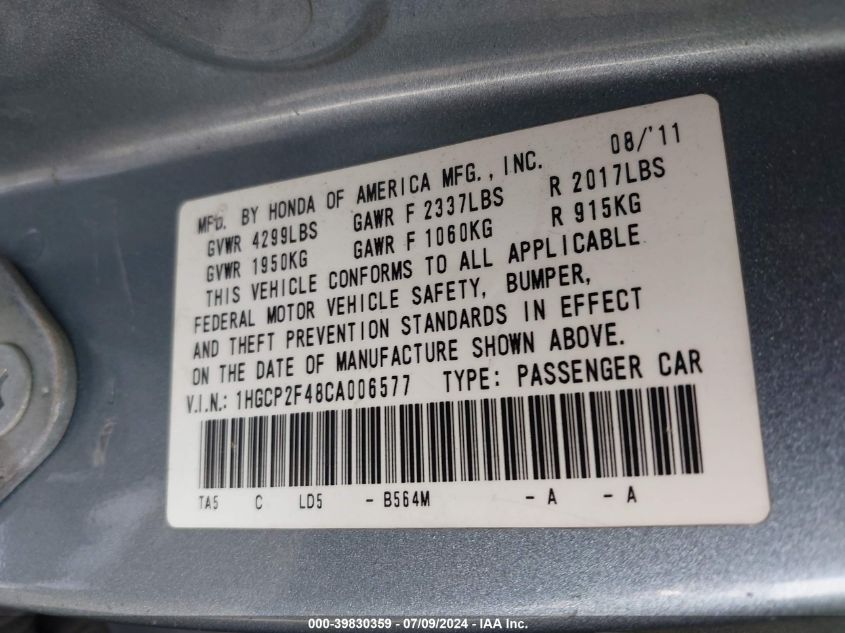 08/'11
MFD. BY HONDA OF AMERICA MFG., INC.
GVWR 4299LBS GAWR F 2337LBS R 2017LBS
GVWR 1950KG GAWR F 1060KG R 915KG
THIS VEHICLE CONFORMS TO ALL APPLICABLE
FEDERAL MOTOR VEHICLE SAFETY, BUMPER,
AND THEFT PREVENTION STANDARDS IN EFFECT
ON THE DATE OF MANUFACTURE SHOWN ABOVE.
V.I.N.: 1HGCP2F48CA006577 TYPE: PASSENGER CAR
TA5 C LD5 - B564M - A - A
000-39830359 - 07/09/2024 - IAA Inc.